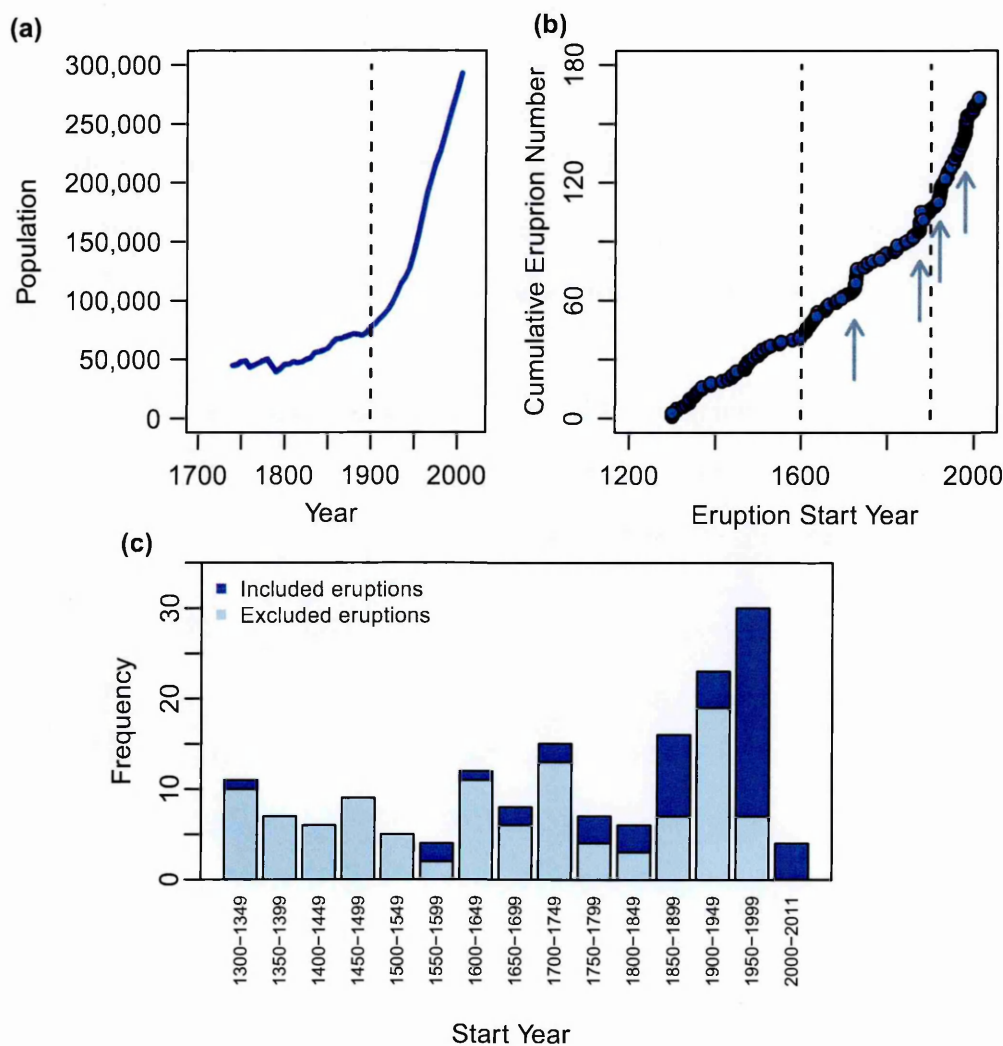 (a)
300,000
250,000
200,000
150,000
100,000
50,000
0
Population
1700 1800 1900 2000
Year
(b)
180
120
60
0
Cumulative Eruprion Number
1200 1600 2000
Eruption Start Year
(c)
Included eruptions
Excluded eruptions
30
20
10
0
Frequency
1300−1349
1350−1399
1400−1449
1450−1499
1500−1549
1550−1599
1600−1649
1650−1699
1700−1749
1750−1799
1800−1849
1850−1899
1900−1949
1950−1999
2000−2011
Start Year